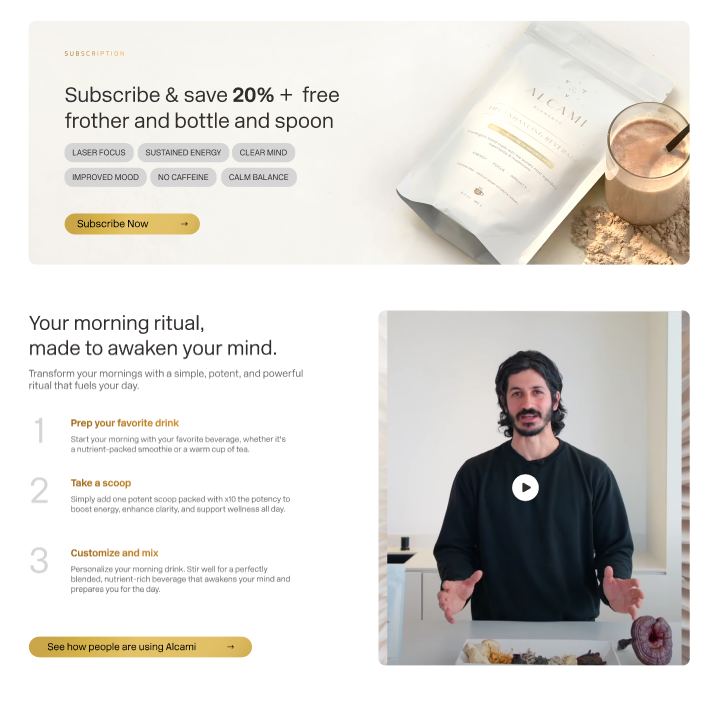 SUBSCRIPTION
Subscribe & save 20% + free
frother and bottle and spoon
LASER FOCUS
SUSTAINED ENERGY
CLEAR MIND
IMPROVED MOOD
NO CAFFEINE
CALM BALANCE
Subscribe Now →
ALCAMI
ELEMENTS
Your morning ritual,
made to awaken your mind.
Transform your mornings with a simple, potent, and powerful
ritual that fuels your day.
1
Prep your favorite drink
Start your morning with your favorite beverage, whether it's
a nutrient-packed smoothie or a warm cup of tea.
2
Take a scoop
Simply add one potent scoop packed with x10 the potency to
boost energy, enhance clarity, and support wellness all day.
3
Customize and mix
Personalize your morning drink. Stir well for a perfectly
blended, nutrient-rich beverage that awakens your mind and
prepares you for the day.
See how people are using Alcami →